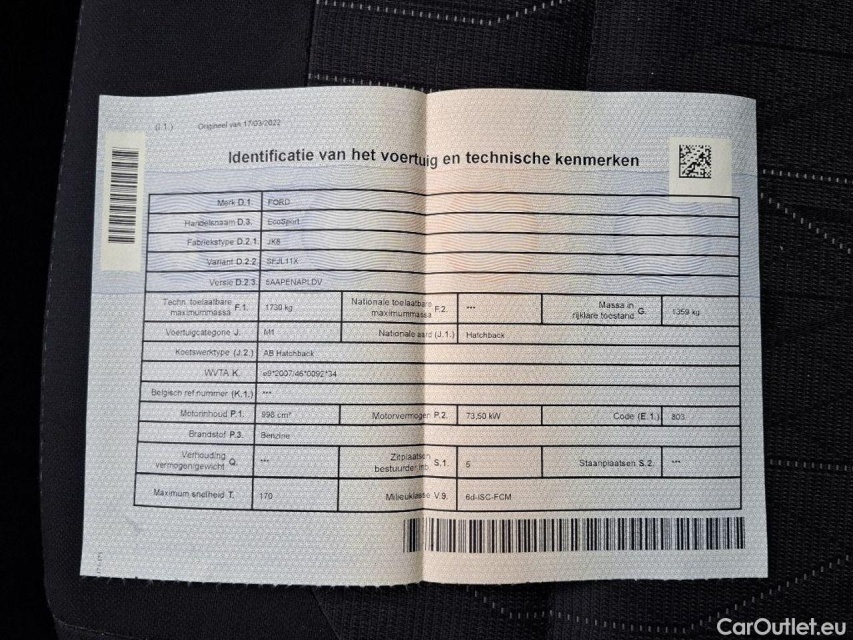 (I.1.) Origineel van 17/03/2022
Identificatie van het voertuig en technische kenmerken
Merk D.1. FORD
Handelsnaam D.3. EcoSport
Fabriekstype D.2.1. JK8
Variant D.2.2. SFJL11X
Versie D.2.3. 5AAPENAPLDV
Techn. toelaatbare maximummassa F.1. 1730 kg Nationale toelaatbare maximummassa F.2. *** Massa in rijklare toestand G. 1359 kg
Voertuigcategorie J. M1 Nationale aard (J.1.) Hatchback
Koetswerktype (J.2.) AB Hatchback
WVTA K. e9*2007/46*0092*34
Belgisch ref.nummer (K.1.) ***
Motorinhoud P.1. 998 cm³ Motorvermogen P.2. 73,50 kW Code (E.1.) 803
Brandstof P.3. Benzine
Verhouding vermogen/gewicht Q. *** Zitplaatsen bestuurder inb. S.1. 5 Staanplaatsen S.2. ***
Maximum snelheid T. 170 Milieuklasse V.9. 6d-ISC-FCM
CarOutlet.eu